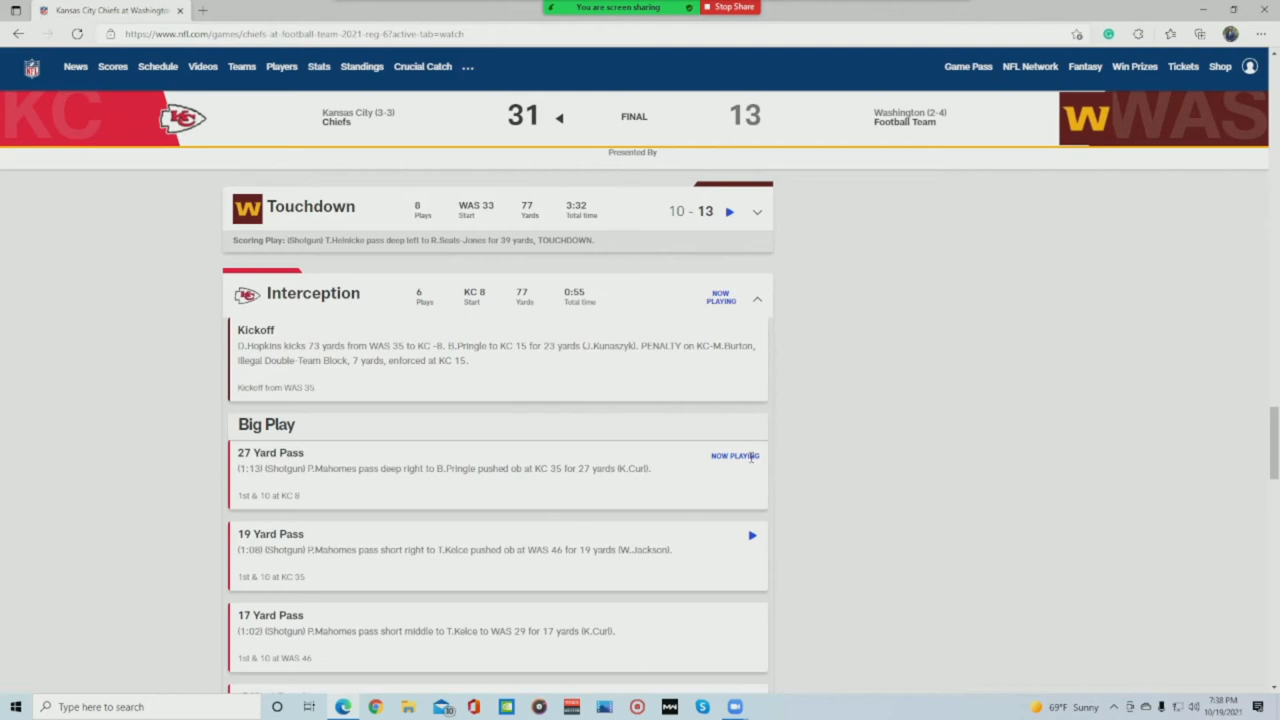 Kansas City Chiefs at Washingto
You are screen sharing
Stop Share
https://www.nfl.com/games/chiefs-at-football-team-2021-reg-6?active-tab=watch
News Scores Schedule Videos Teams Players Stats Standings Crucial Catch ...
Game Pass NFL Network Fantasy Win Prizes Tickets Shop
KC
Kansas City (3-3)
Chiefs
31
FINAL
13
Washington (2-4)
Football Team
W
WAS
Presented By
W Touchdown
8 WAS 33 77 3:32
Plays Start Yards Total time
10 - 13
Scoring Play: (Shotgun) T.Heinicke pass deep left to R.Seals-Jones for 39 yards, TOUCHDOWN.
Interception
6 KC 8 77 0:55
Plays Start Yards Total time
NOW
PLAYING
Kickoff
D.Hopkins kicks 73 yards from WAS 35 to KC -8. B.Pringle to KC 15 for 23 yards (J.Kunaszyk). PENALTY on KC-M.Burton,
Illegal Double-Team Block, 7 yards, enforced at KC 15.
Kickoff from WAS 35
Big Play
27 Yard Pass
NOW PLAYING
(1:13) (Shotgun) P.Mahomes pass deep right to B.Pringle pushed ob at KC 35 for 27 yards (K.Curl).
1st & 10 at KC 8
19 Yard Pass
(1:08) (Shotgun) P.Mahomes pass short right to T.Kelce pushed ob at WAS 46 for 19 yards (W.Jackson).
1st & 10 at KC 35
17 Yard Pass
(1:02) (Shotgun) P.Mahomes pass short middle to T.Kelce to WAS 29 for 17 yards (K.Curl).
1st & 10 at WAS 46
Type here to search
69°F Sunny
7:38 PM
10/19/2021